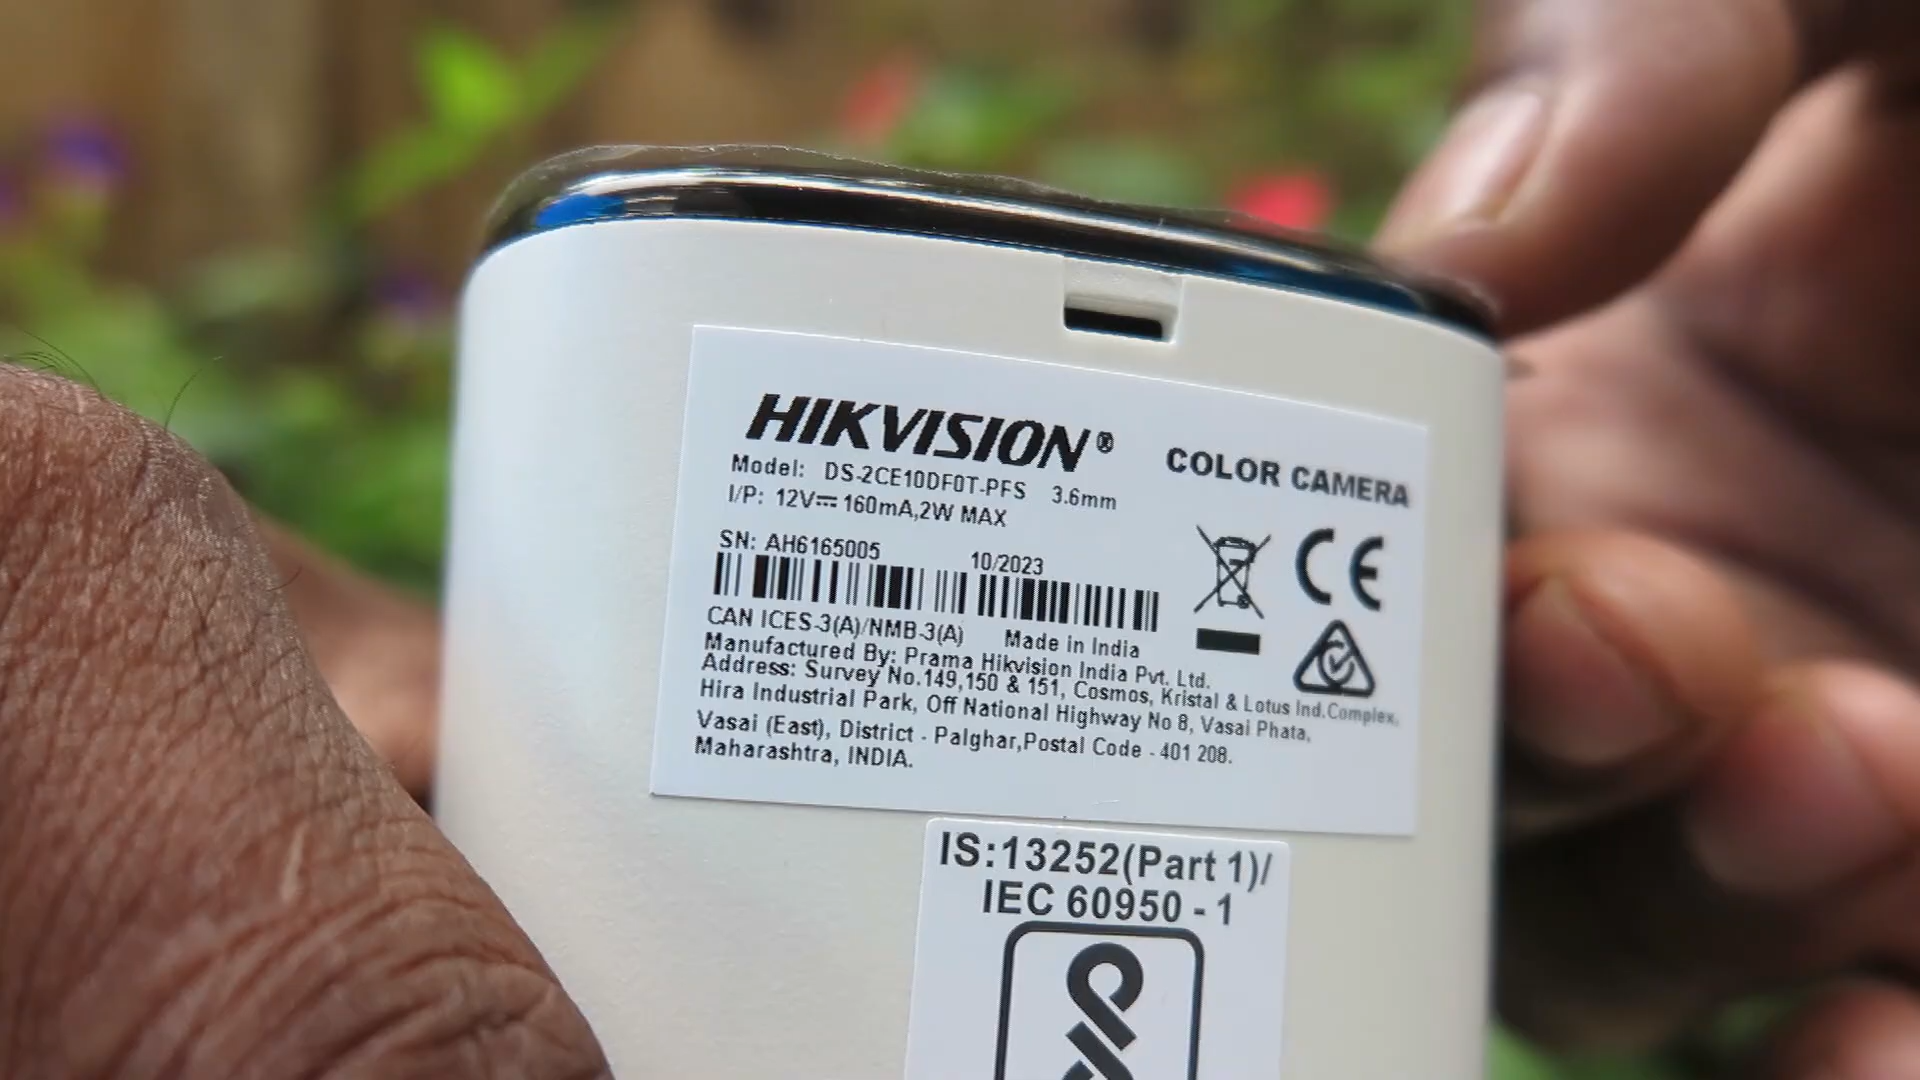 HIKVISION®
COLOR CAMERA
Model: DS-2CE10DF0T-PFS 3.6mm
I/P: 12V⎓160mA,2W MAX
SN: AH6165005 10/2023
CAN ICES-3(A)/NMB-3(A) Made in India
Manufactured By: Prama Hikvision India Pvt. Ltd.
Address: Survey No.149,150 & 151, Cosmos, Kristal & Lotus Ind.Complex,
Hira Industrial Park, Off National Highway No 8, Vasai Phata,
Vasai (East), District - Palghar,Postal Code - 401 208.
Maharashtra, INDIA.
CE
IS:13252(Part 1)/
IEC 60950 - 1